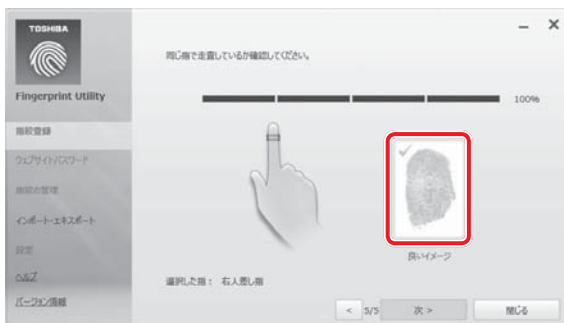 TOSHIBA
Fingerprint Utility
指紋登録
ウェブサイトパスワード
指紋の管理
インポート・エクスポート
設定
ヘルプ
バージョン情報
同じ指で走査しているか確認してください。
100%
良いイメージ
選択した指： 右人差し指
< 5/5 次 > 閉じる